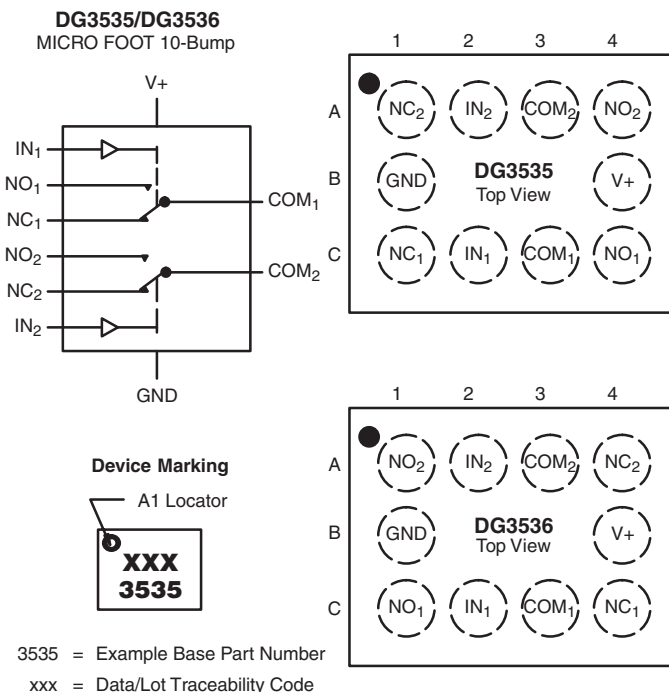 DG3535/DG3536
MICRO FOOT 10-Bump
V+
IN1
NO1
NC1
NO2
NC2
IN2
COM1
COM2
GND
Device Marking
A1 Locator
XXX
3535
3535 = Example Base Part Number
xxx = Data/Lot Traceability Code
1 2 3 4
A NC2 IN2 COM2 NO2
B GND DG3535 V+
Top View
C NC1 IN1 COM1 NO1
1 2 3 4
A NO2 IN2 COM2 NC2
B GND DG3536 V+
Top View
C NO1 IN1 COM1 NC1